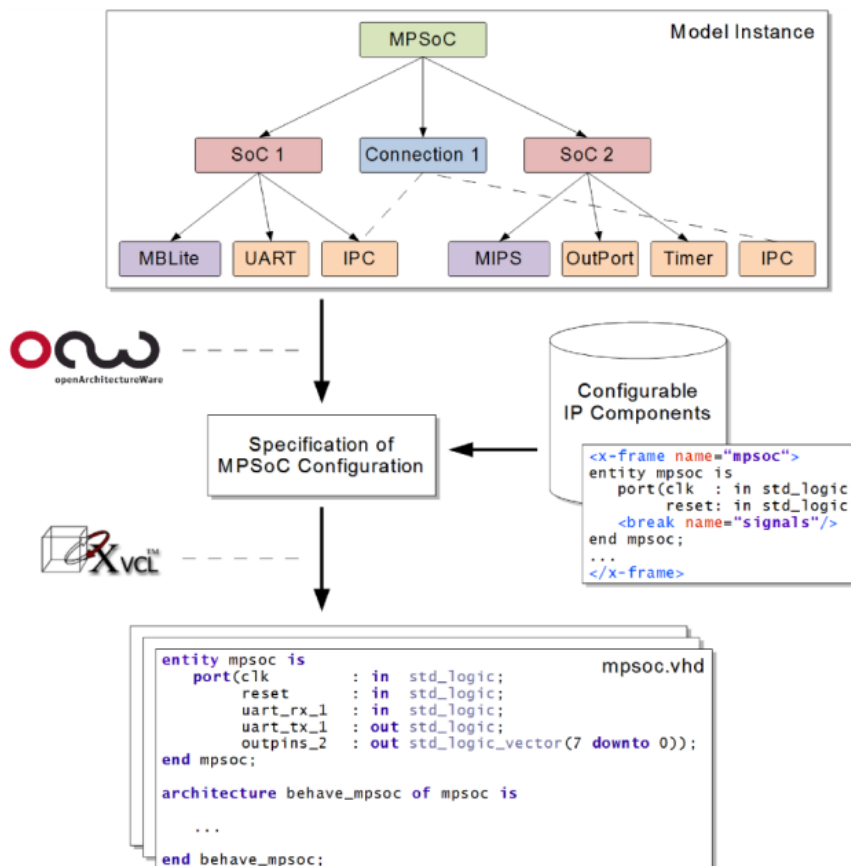 Model Instance
MPSoC
SoC 1
Connection 1
SoC 2
MBLite
UART
IPC
MIPS
OutPort
Timer
IPC
openArchitectureWare
Configurable
IP Components
Specification of
MPSoC Configuration
<x-frame name="mpsoc">
entity mpsoc is
port(clk : in std_logic
reset: in std_logic
<break name="signals"/>
end mpsoc;
...
</x-frame>
XVCL™
mpsoc.vhd
entity mpsoc is
port(clk : in std_logic;
reset : in std_logic;
uart_rx_1 : in std_logic;
uart_tx_1 : out std_logic;
outpins_2 : out std_logic_vector(7 downto 0));
end mpsoc;
architecture behave_mpsoc of mpsoc is
...
end behave_mpsoc;